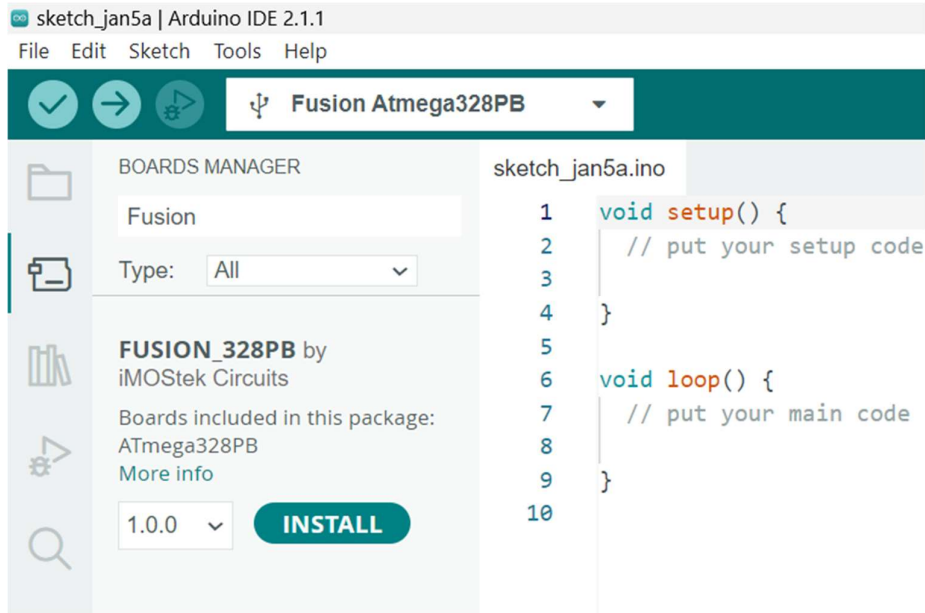 sketch_jan5a | Arduino IDE 2.1.1
File Edit Sketch Tools Help
Fusion Atmega328PB
BOARDS MANAGER
Fusion
Type: All
FUSION_328PB by
iMOStek Circuits
Boards included in this package:
ATmega328PB
More info
1.0.0 INSTALL
sketch_jan5a.ino
1 void setup() {
2 // put your setup code
3
4 }
5
6 void loop() {
7 // put your main code
8
9 }
10